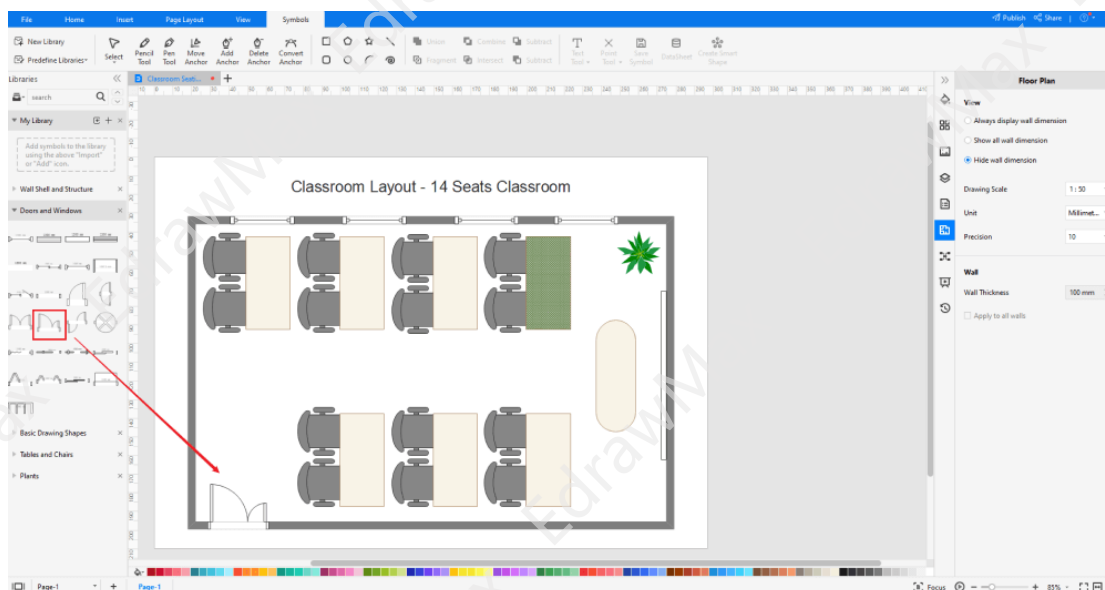 File Home Insert Page Layout View Symbols Publish Share
New Library
Predefine Libraries
Select
Pencil Tool
Pen Tool
Move Anchor
Add Anchor
Delete Anchor
Convert Anchor
Union Combine Subtract
Fragment Intersect Subtract
Text Tool
Pencil Tool
Save Symbol
DataSheet
Create Smart Shape
Libraries
Classroom Seati...
search
My Library
Add symbols to the library
using the above "Import"
or "Add" icon.
Wall Shell and Structure
Doors and Windows
Basic Drawing Shapes
Tables and Chairs
Plants
Classroom Layout - 14 Seats Classroom
Floor Plan
View
Always display wall dimension
Show all wall dimension
Hide wall dimension
Drawing Scale 1 : 50
Unit Millimet...
Precision 10
Wall
Wall Thickness 100 mm
Apply to all walls
Page-1
Page-1
Focus
85%
EdrawMax